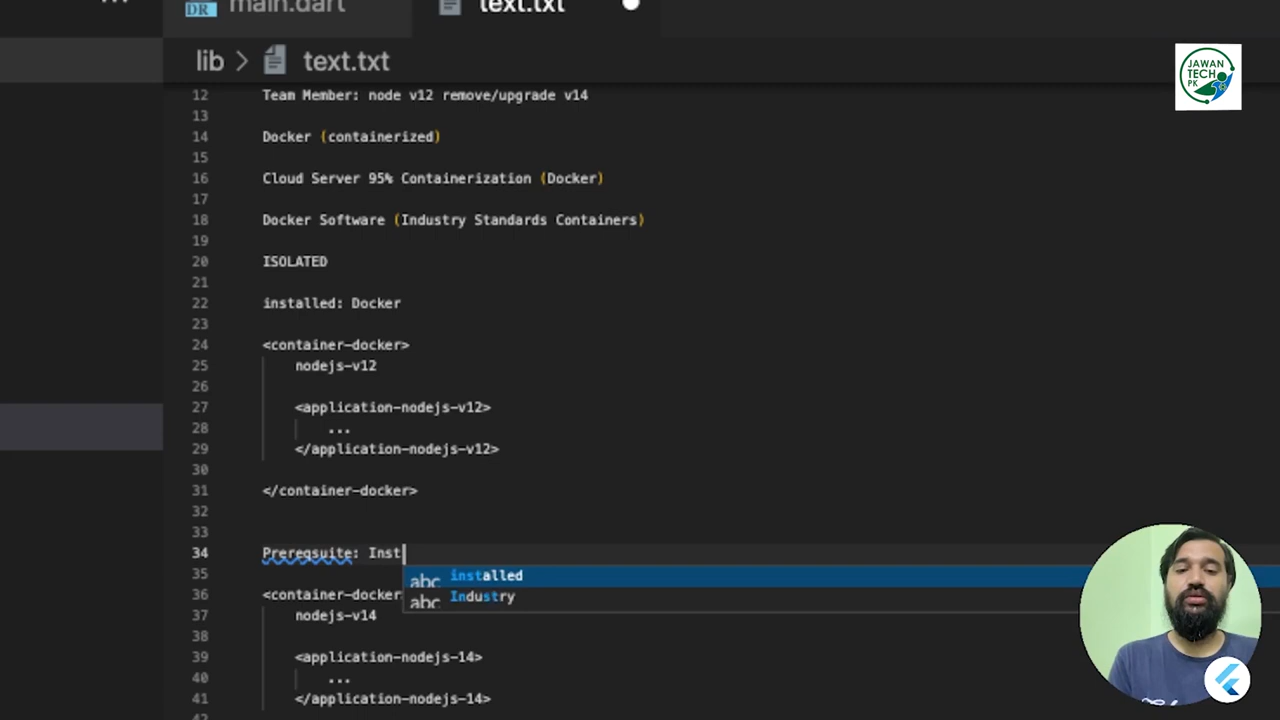 main.dart
text.txt
lib > text.txt
JAWAN
TECH
PK
12 Team Member: node v12 remove/upgrade v14
13
14 Docker (containerized)
15
16 Cloud Server 95% Containerization (Docker)
17
18 Docker Software (Industry Standards Containers)
19
20 ISOLATED
21
22 installed: Docker
23
24 <container-docker>
25 nodejs-v12
26
27 <application-nodejs-v12>
28 ...
29 </application-nodejs-v12>
30
31 </container-docker>
32
33
34 Prereqsuite: Inst
abc installed
abc Industry
35
36 <container-docker
37 nodejs-v14
38
39 <application-nodejs-14>
40 ...
41 </application-nodejs-14>